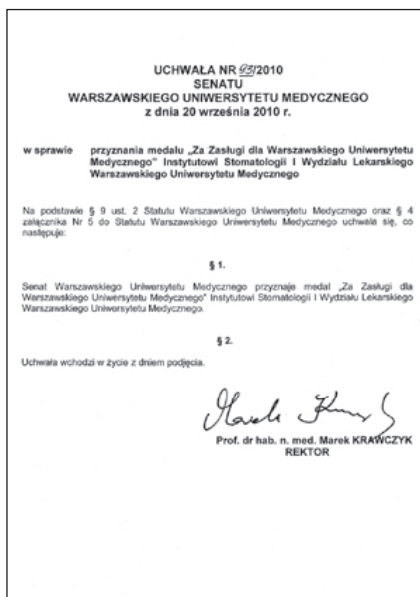 UCHWAŁA NR 93/2010
SENATU
WARSZAWSKIEGO UNIWERSYTETU MEDYCZNEGO
z dnia 20 września 2010 r.
w sprawie przyznania medalu „Za Zasługi dla Warszawskiego Uniwersytetu
Medycznego" Instytutowi Stomatologii I Wydziału Lekarskiego
Warszawskiego Uniwersytetu Medycznego
Na podstawie § 9 ust. 2 Statutu Warszawskiego Uniwersytetu Medycznego oraz § 4
załącznika Nr 5 do Statutu Warszawskiego Uniwersytetu Medycznego uchwala się, co
następuje:
§ 1.
Senat Warszawskiego Uniwersytetu Medycznego przyznaje medal „Za Zasługi dla
Warszawskiego Uniwersytetu Medycznego" Instytutowi Stomatologii I Wydziału Lekarskiego
Warszawskiego Uniwersytetu Medycznego.
§ 2.
Uchwała wchodzi w życie z dniem podjęcia.
Prof. dr hab. n. med. Marek KRAWCZYK
REKTOR